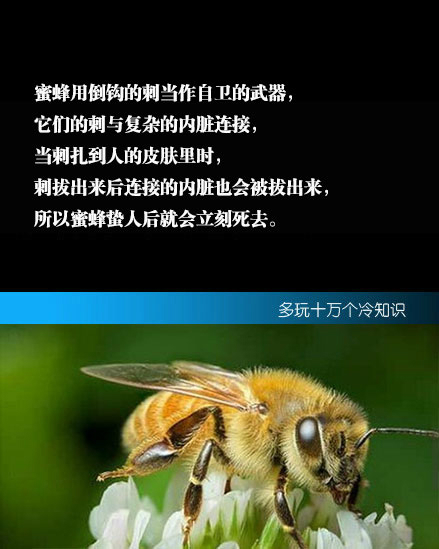 蜜蜂用倒钩的刺当作自卫的武器，
它们的刺与复杂的内脏连接，
当刺扎到人的皮肤里时，
刺拔出来后连接的内脏也会被拔出来，
所以蜜蜂蛰人后就会立刻死去。
多玩十万个冷知识